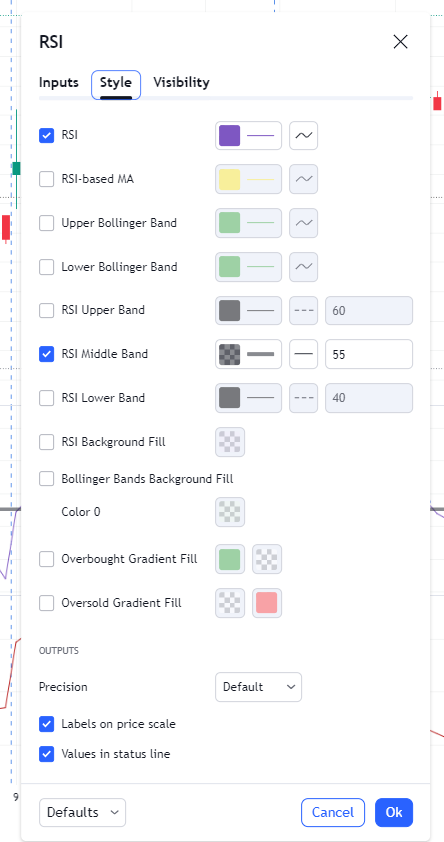 RSI
Inputs Style Visibility
RSI
RSI-based MA
Upper Bollinger Band
Lower Bollinger Band
RSI Upper Band 60
RSI Middle Band 55
RSI Lower Band 40
RSI Background Fill
Bollinger Bands Background Fill
Color 0
Overbought Gradient Fill
Oversold Gradient Fill
OUTPUTS
Precision Default
Labels on price scale
Values in status line
9
Defaults Cancel Ok